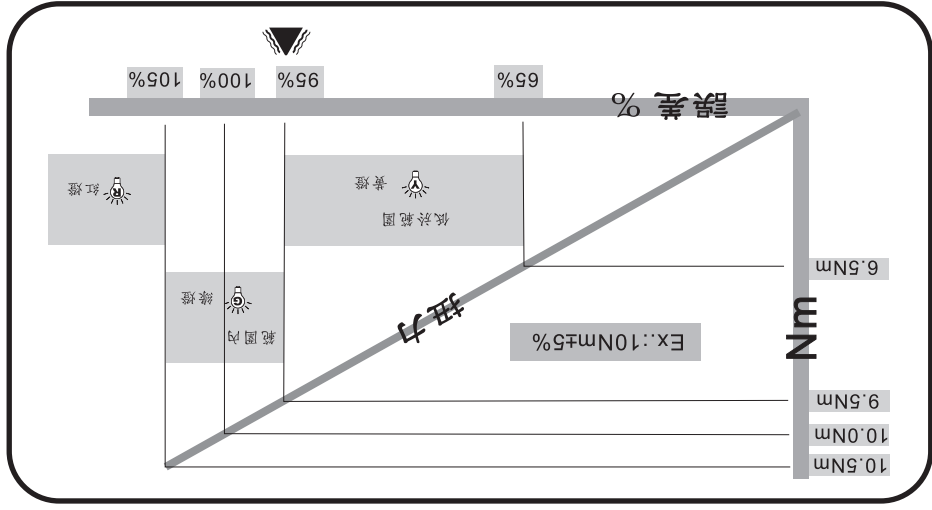 10.5Nm
10.0Nm
9.5Nm
Nm
Ex.:10Nm±5%
扭力
範圍內
G 綠燈
6.5Nm
低於範圍
Y 黃燈
R 紅燈
誤差 %
65%
95%
100%
105%